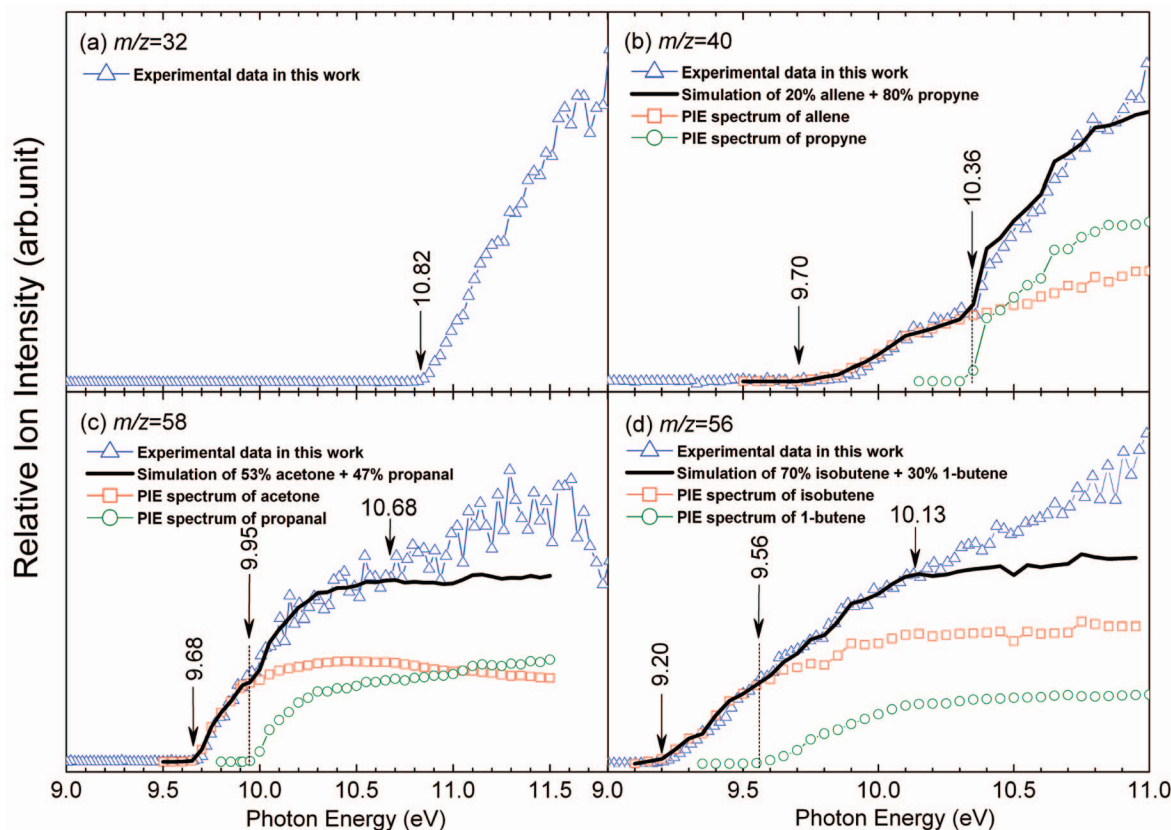 Relative Ion Intensity (arb.unit)
(a) m/z=32
Experimental data in this work
10.82
(b) m/z=40
Experimental data in this work
Simulation of 20% allene + 80% propyne
PIE spectrum of allene
PIE spectrum of propyne
9.70
10.36
(c) m/z=58
Experimental data in this work
Simulation of 53% acetone + 47% propanal
PIE spectrum of acetone
PIE spectrum of propanal
9.68
9.95
10.68
(d) m/z=56
Experimental data in this work
Simulation of 70% isobutene + 30% 1-butene
PIE spectrum of isobutene
PIE spectrum of 1-butene
9.20
9.56
10.13
9.0 9.5 10.0 10.5 11.0 11.5 9.0 9.5 10.0 10.5 11.0
Photon Energy (eV) Photon Energy (eV)